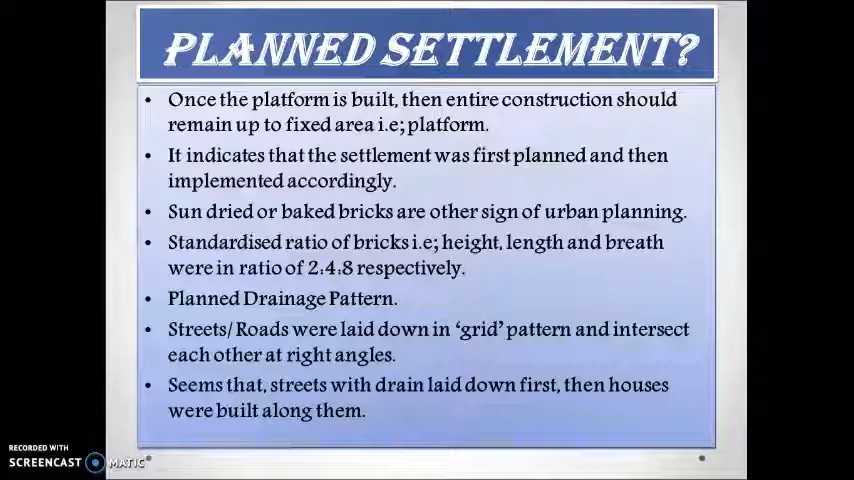 PLANNED SETTLEMENT?
• Once the platform is built, then entire construction should
remain up to fixed area i.e; platform.
• It indicates that the settlement was first planned and then
implemented accordingly.
• Sun dried or baked bricks are other sign of urban planning.
• Standardised ratio of bricks i.e; height, length and breath
were in ratio of 2:4:8 respectively.
• Planned Drainage Pattern.
• Streets/Roads were laid down in ‘grid’ pattern and intersect
each other at right angles.
• Seems that, streets with drain laid down first, then houses
were built along them.
RECORDED WITH
SCREENCAST MATIC